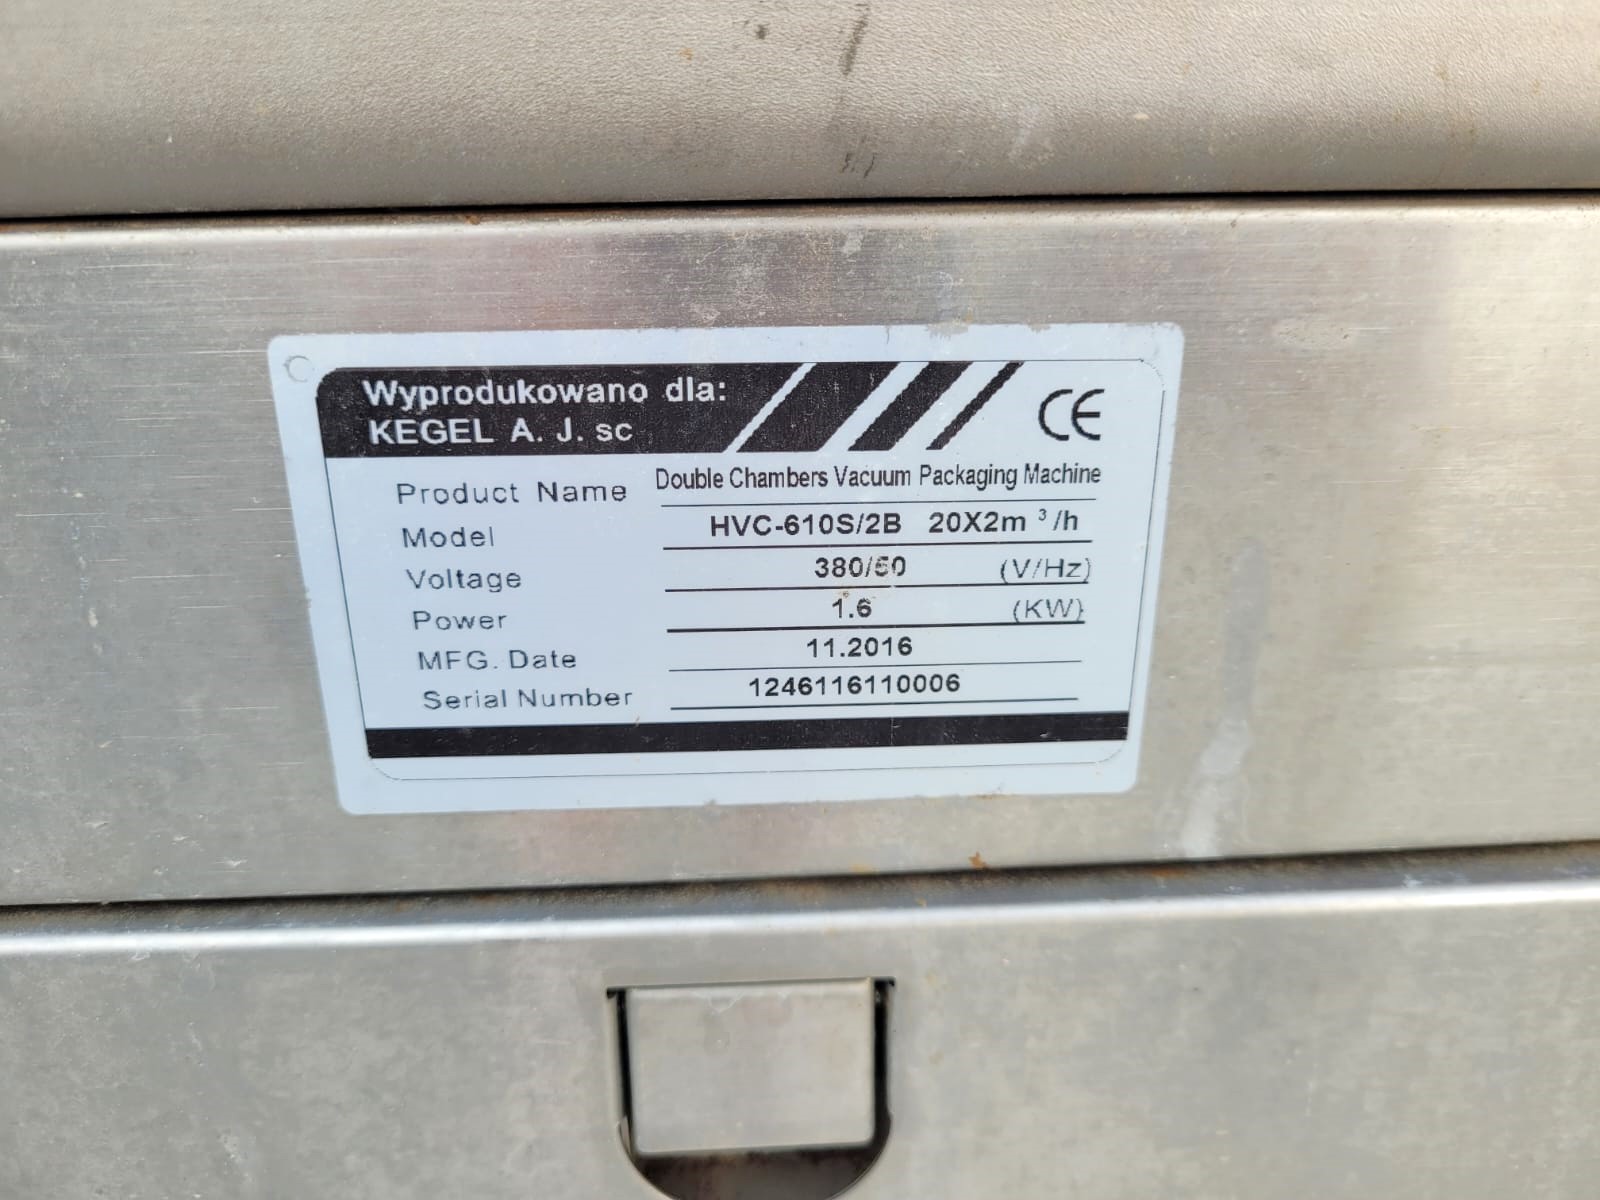 Wyprodukowano dla:
KEGEL A. J. sc
CE
Product Name Double Chambers Vacuum Packaging Machine
Model HVC-610S/2B 20X2m ³ /h
Voltage 380/50 (V/Hz)
Power 1.6 (KW)
MFG. Date 11.2016
Serial Number 1246116110006